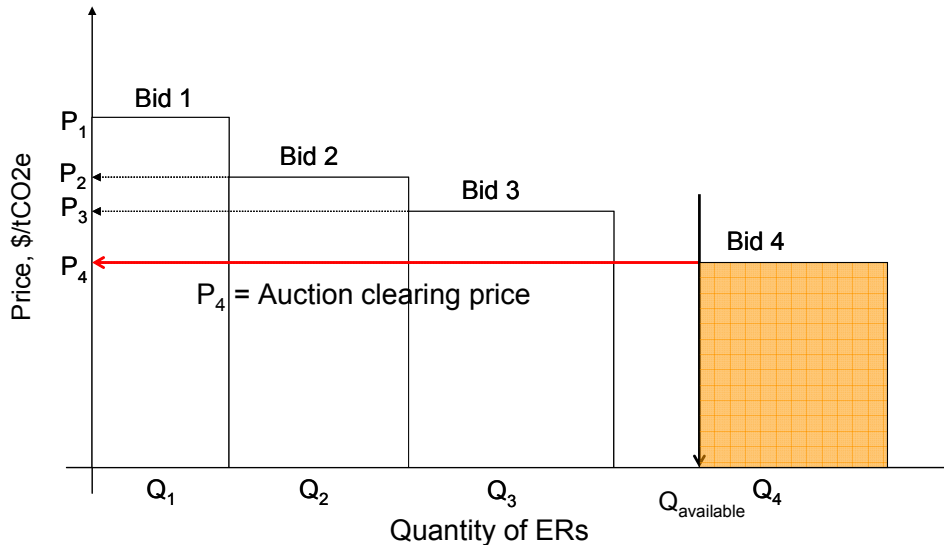 Bid 1
P₁
Bid 2
P₂
Bid 3
P₃
Bid 4
P₄
P₄ = Auction clearing price
Price, $/tCO2e
Q₁
Q₂
Q₃
Q_available
Q₄
Quantity of ERs